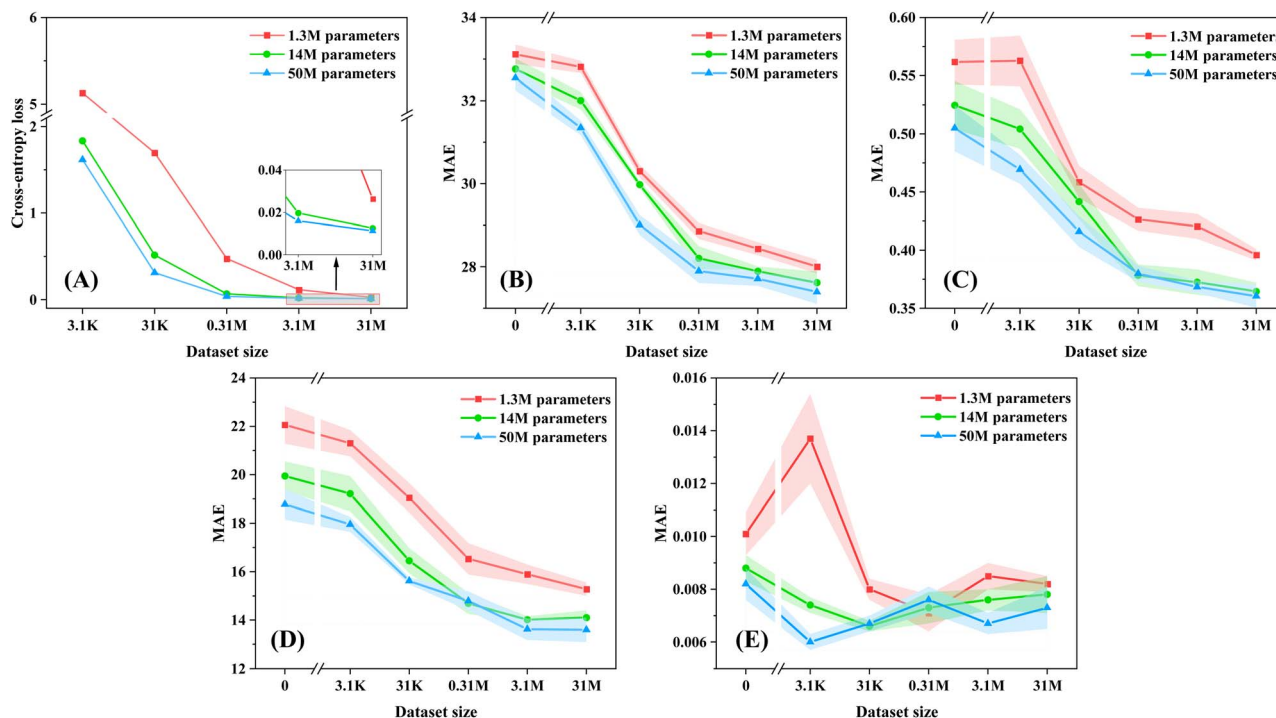 6
5
2
1
0
Cross-entropy loss
1.3M parameters
14M parameters
50M parameters
0.04
0.02
0.00
3.1M 31M
(A)
3.1K 31K 0.31M 3.1M 31M
Dataset size
34
32
30
28
MAE
1.3M parameters
14M parameters
50M parameters
(B)
0 3.1K 31K 0.31M 3.1M 31M
Dataset size
0.60
0.55
0.50
0.45
0.40
0.35
MAE
1.3M parameters
14M parameters
50M parameters
(C)
0 3.1K 31K 0.31M 3.1M 31M
Dataset size
24
22
20
18
16
14
12
MAE
1.3M parameters
14M parameters
50M parameters
(D)
0 3.1K 31K 0.31M 3.1M 31M
Dataset size
0.016
0.014
0.012
0.010
0.008
0.006
MAE
1.3M parameters
14M parameters
50M parameters
(E)
0 3.1K 31K 0.31M 3.1M 31M
Dataset size